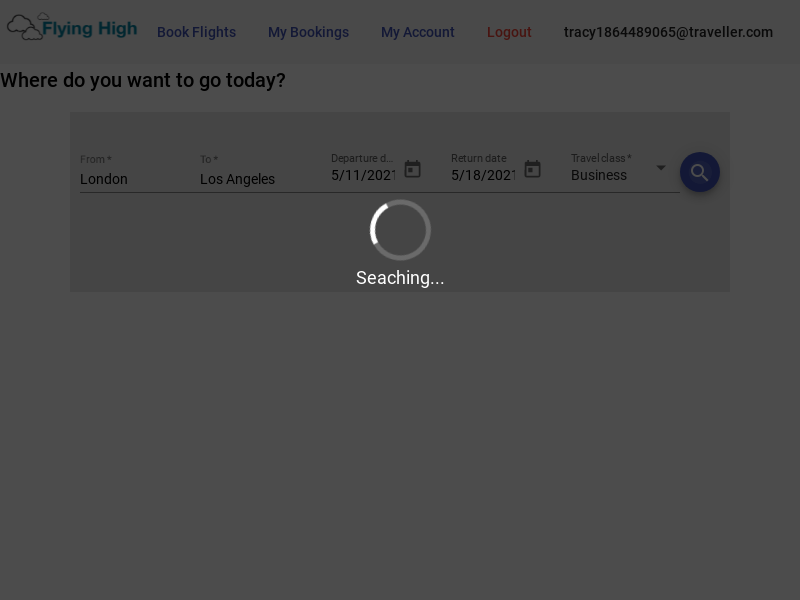 Flying High
Book Flights
My Bookings
My Account
Logout
tracy1864489065@traveller.com
Where do you want to go today?
From *
London
To *
Los Angeles
Departure d...
5/11/2021
Return date
5/18/2021
Travel class *
Business
Seaching...